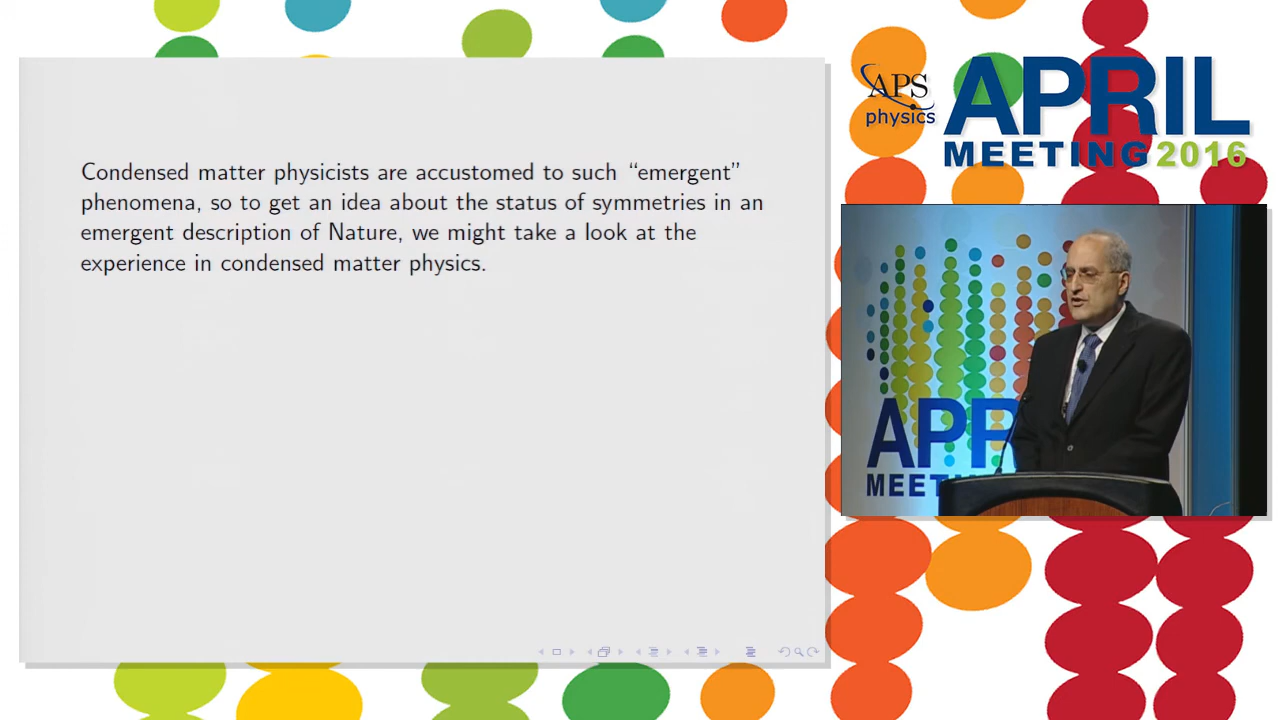 Condensed matter physicists are accustomed to such “emergent”
phenomena, so to get an idea about the status of symmetries in an
emergent description of Nature, we might take a look at the
experience in condensed matter physics.
APS
physics
APRIL
MEETING 2016
APR
MEET